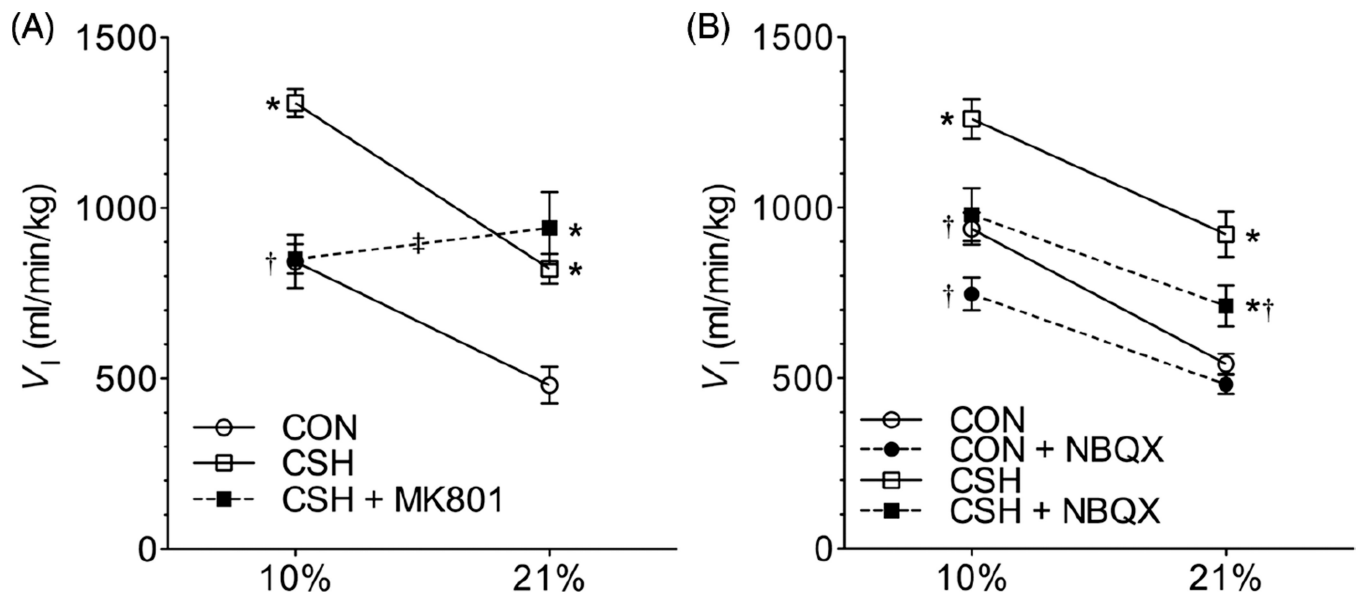 (A)
V_I (ml/min/kg)
1500
1000
500
0
*
†
‡
*
*
CON
CSH
CSH + MK801
10% 21%
(B)
V_I (ml/min/kg)
1500
1000
500
0
*
†
†
*
*†
CON
CON + NBQX
CSH
CSH + NBQX
10% 21%